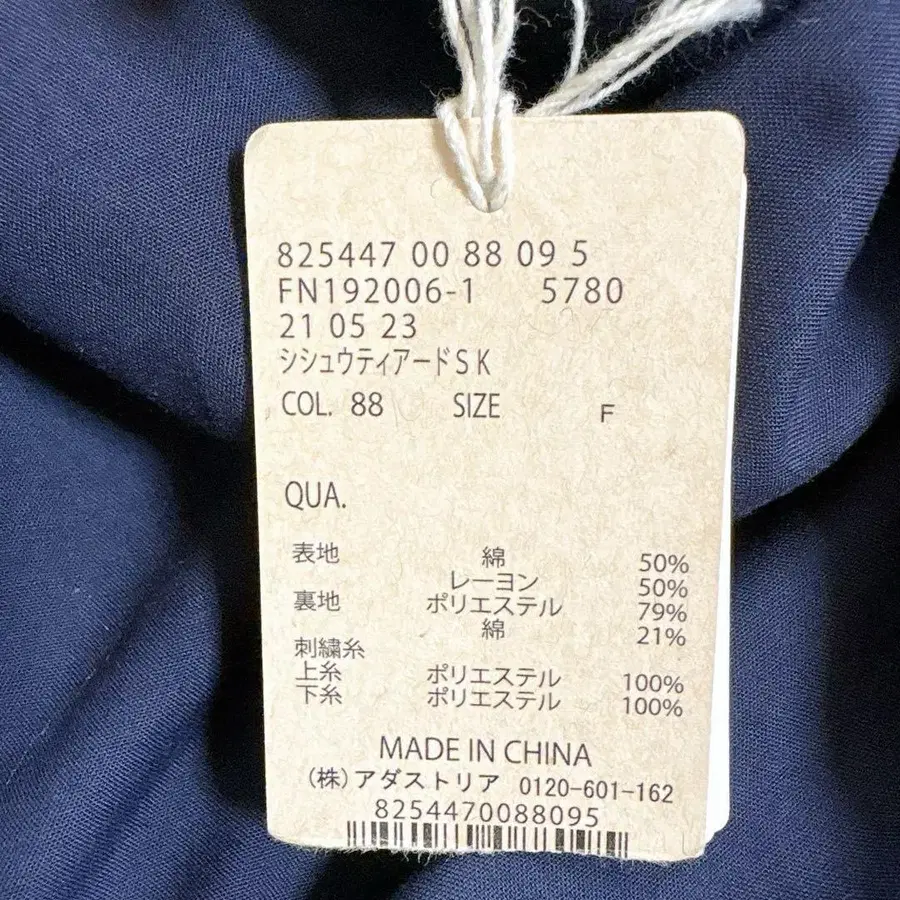 825447 00 88 09 5
FN192006-1 5780
21 05 23
シシュウティアードSK
COL. 88 SIZE F
QUA.
表地 綿 50%
レーヨン 50%
裏地 ポリエステル 79%
綿 21%
刺繍糸
上糸 ポリエステル 100%
下糸 ポリエステル 100%
MADE IN CHINA
(株)アダストリア 0120-601-162
8254470088095